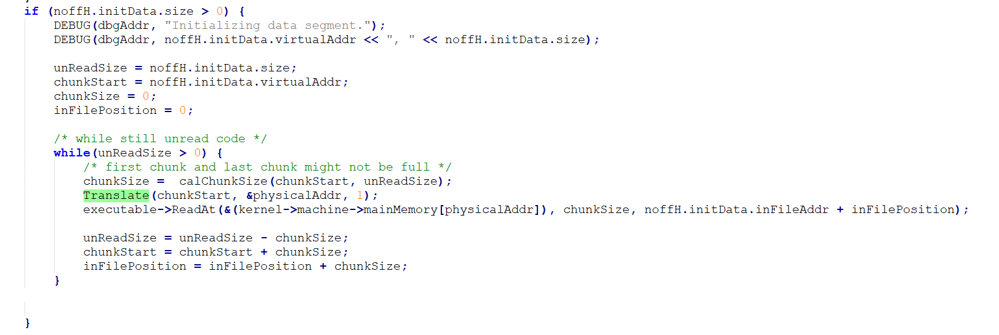 if (noffH.initData.size > 0) {
DEBUG(dbgAddr, "Initializing data segment.");
DEBUG(dbgAddr, noffH.initData.virtualAddr << ", " << noffH.initData.size);
unReadSize = noffH.initData.size;
chunkStart = noffH.initData.virtualAddr;
chunkSize = 0;
inFilePosition = 0;
/* while still unread code */
while(unReadSize > 0) {
/* first chunk and last chunk might not be full */
chunkSize =  calChunkSize(chunkStart, unReadSize);
Translate(chunkStart, &physicalAddr, 1);
executable->ReadAt(&(kernel->machine->mainMemory[physicalAddr]), chunkSize, noffH.initData.inFileAddr + inFilePosition);
unReadSize = unReadSize - chunkSize;
chunkStart = chunkStart + chunkSize;
inFilePosition = inFilePosition + chunkSize;
}
}